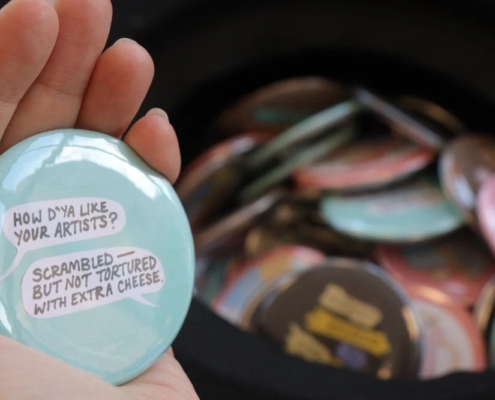 HOW D'YA LIKE
YOUR ARTISTS?
SCRAMBLED —
BUT NOT TORTURED
WITH EXTRA CHEESE.